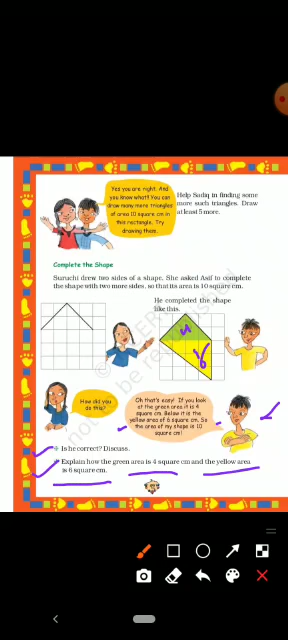 Yes you are right. And
you know what! You can
draw many more triangles
of area 10 square cm in
this rectangle. Try
drawing them.
Help Sadiq in finding some
more such triangles. Draw
at least 5 more.
Complete the Shape
Suruchi drew two sides of a shape. She asked Asif to complete
the shape with two more sides, so that its area is 10 square cm.
He completed the shape
like this.
4
6
How did you
do this?
Oh that's easy! If you look
at the green area it is 4
square cm. Below it is the
yellow area of 6 square cm. So
the area of my shape is 10
square cm!
Is he correct? Discuss.
Explain how the green area is 4 square cm and the yellow area
is 6 square cm.